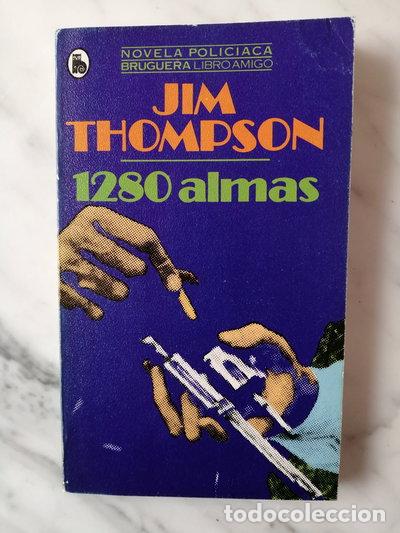 NOVELA POLICIACA
BRUGUERA LIBRO AMIGO
JIM
THOMPSON
1280 almas
todocoleccion